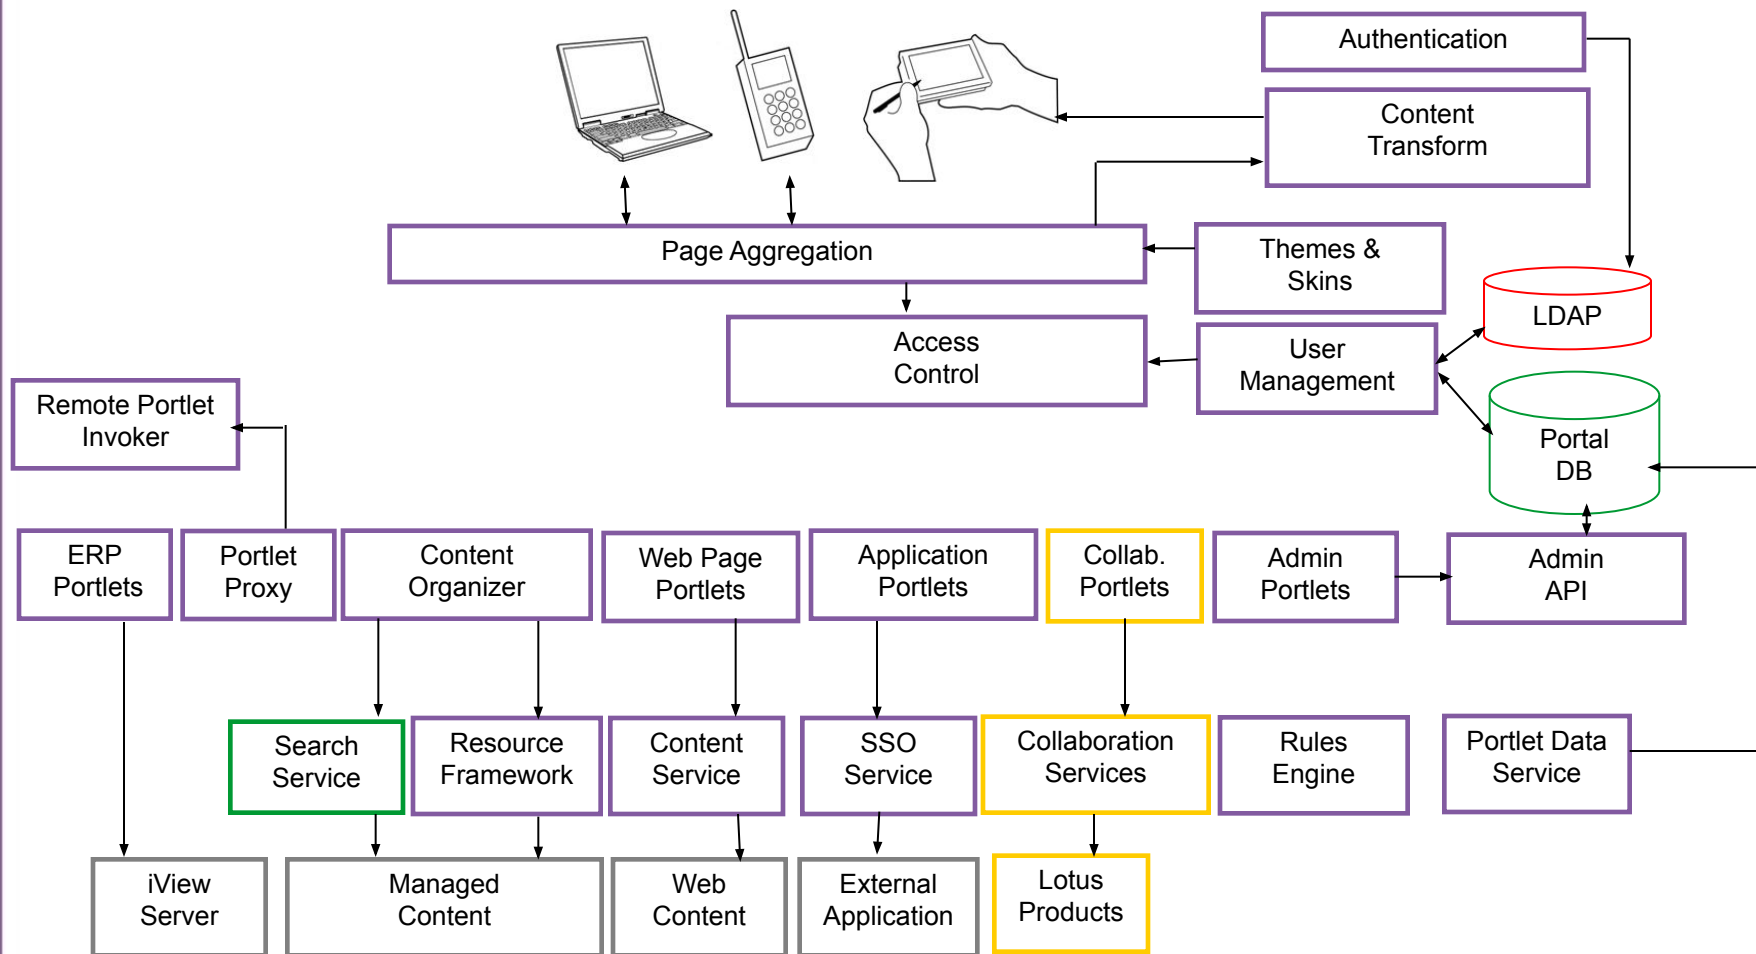 Authentication
Content
Transform
Page Aggregation
Themes &
Skins
LDAP
Access
Control
User
Management
Remote Portlet
Invoker
Portal
DB
ERP
Portlets
Portlet
Proxy
Content
Organizer
Web Page
Portlets
Application
Portlets
Collab.
Portlets
Admin
Portlets
Admin
API
Search
Service
Resource
Framework
Content
Service
SSO
Service
Collaboration
Services
Rules
Engine
Portlet Data
Service
iView
Server
Managed
Content
Web
Content
External
Application
Lotus
Products